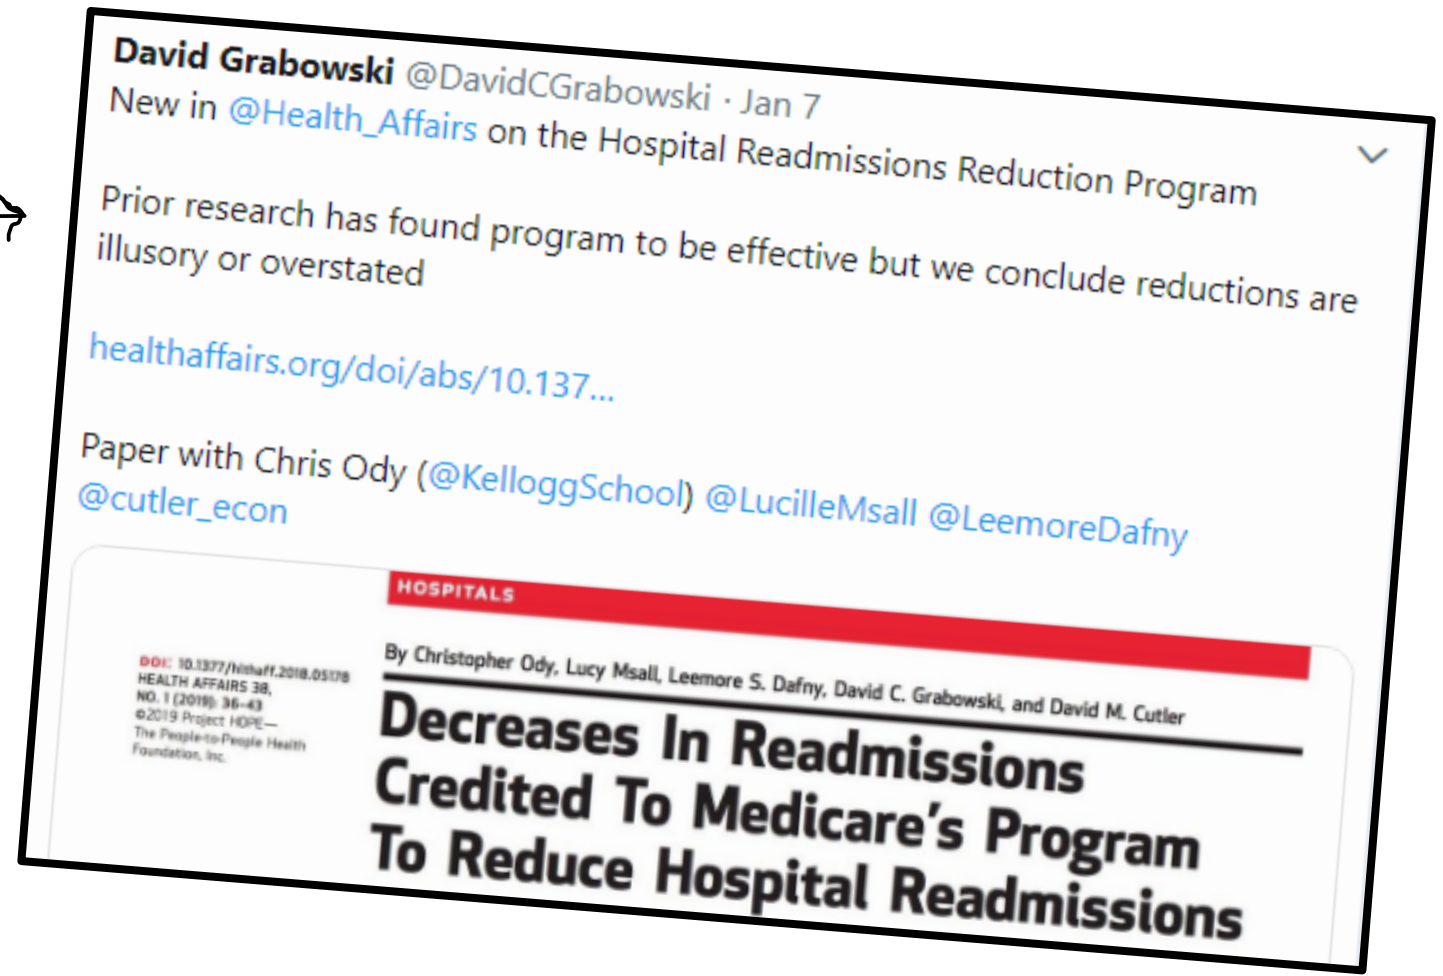 David Grabowski @DavidCGrabowski · Jan 7
New in @Health_Affairs on the Hospital Readmissions Reduction Program
Prior research has found program to be effective but we conclude reductions are
illusory or overstated
healthaffairs.org/doi/abs/10.137...
Paper with Chris Ody (@KelloggSchool) @LucilleMsall @LeemoreDafny
@cutler_econ
HOSPITALS
DOI: 10.1377/hlthaff.2018.05178
HEALTH AFFAIRS 38,
NO. 1 (2019): 36–43
©2019 Project HOPE—
The People-to-People Health
Foundation, Inc.
By Christopher Ody, Lucy Msall, Leemore S. Dafny, David C. Grabowski, and David M. Cutler
Decreases In Readmissions
Credited To Medicare’s Program
To Reduce Hospital Readmissions